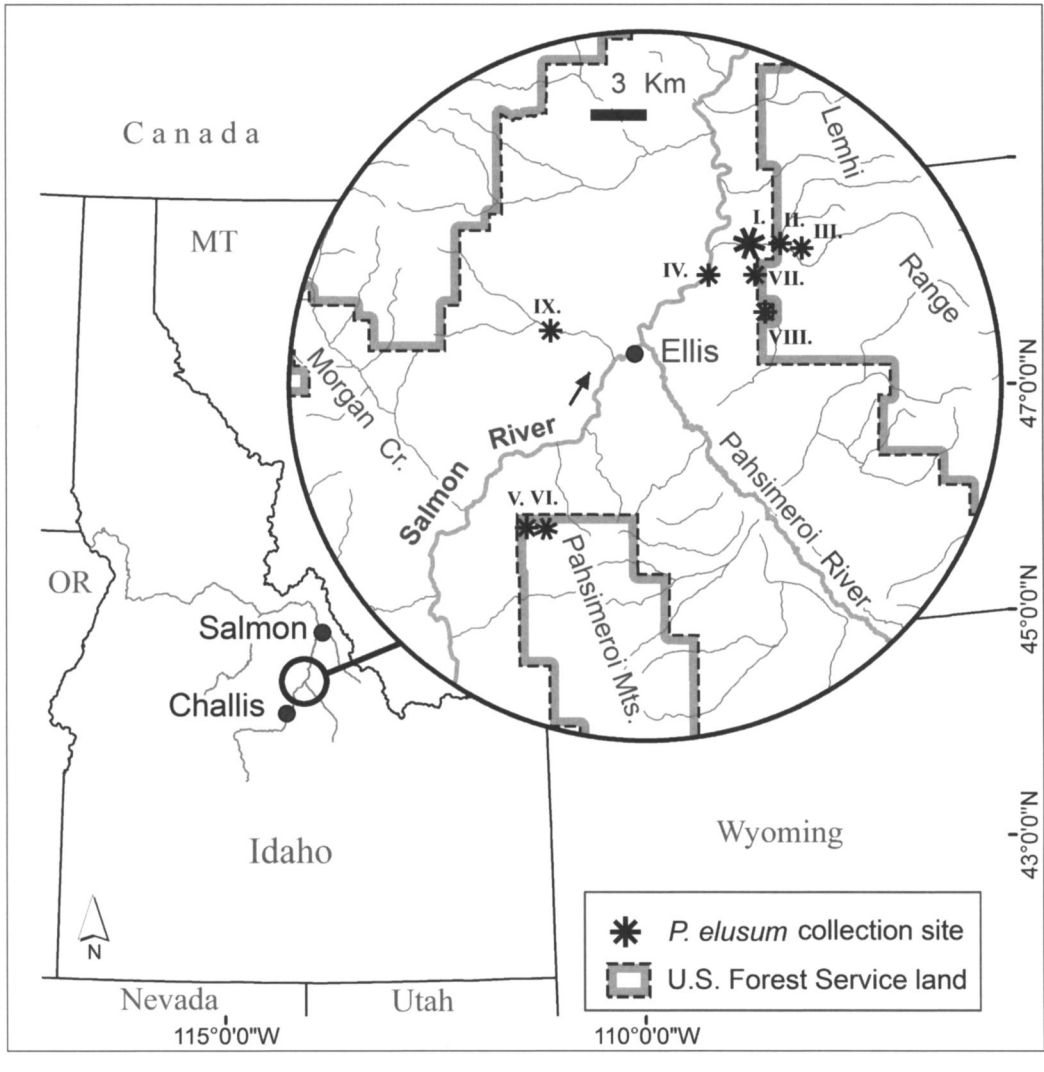 Canada
MT
OR
Salmon
Challis
Idaho
Nevada
Utah
Wyoming
N
3 Km
Lemhi
Range
I.
II.
III.
IV.
VII.
VIII.
IX.
Ellis
Morgan Cr.
Salmon River
Pahsimeroi River
V.
VI.
Pahsimeroi Mts.
47°0'0"N
45°0'0"N
43°0'0"N
115°0'0"W
110°0'0"W
P. elusum collection site
U.S. Forest Service land